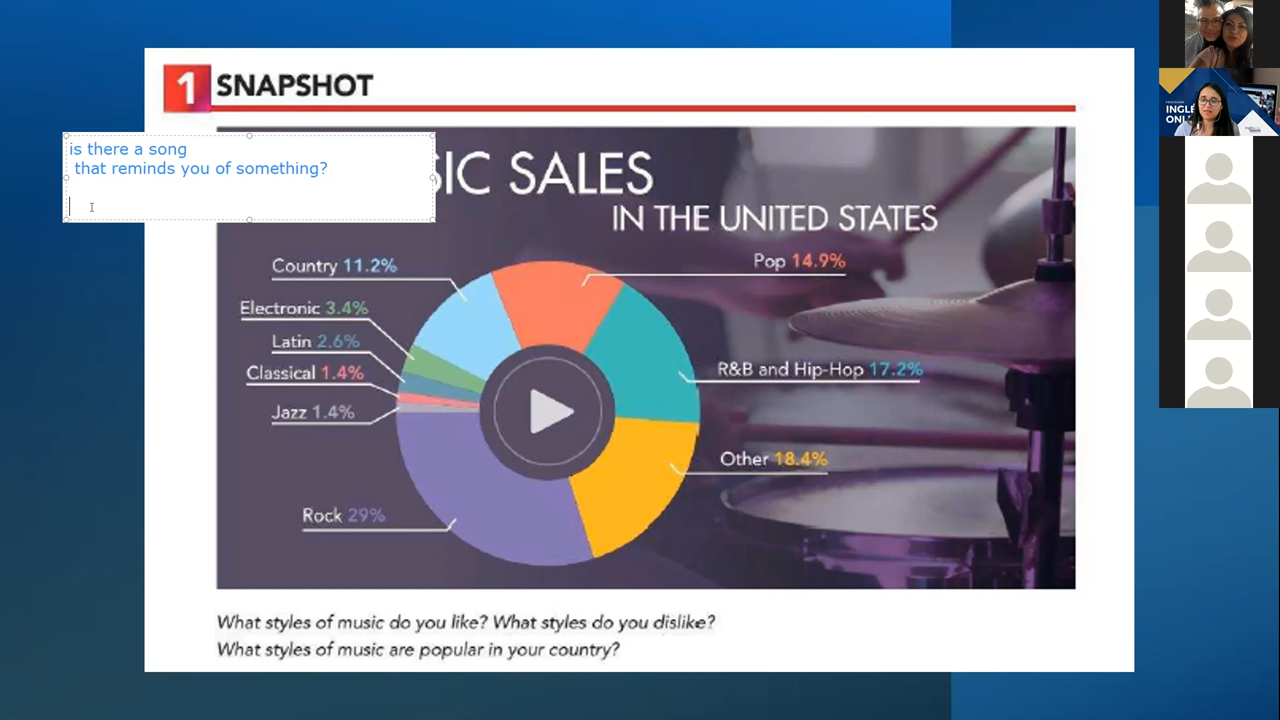 1 SNAPSHOT
is there a song
that reminds you of something?
SIC SALES
IN THE UNITED STATES
Country 11.2%
Pop 14.9%
Electronic 3.4%
Latin 2.6%
Classical 1.4%
R&B and Hip-Hop 17.2%
Jazz 1.4%
Other 18.4%
Rock 29%
What styles of music do you like? What styles do you dislike?
What styles of music are popular in your country?